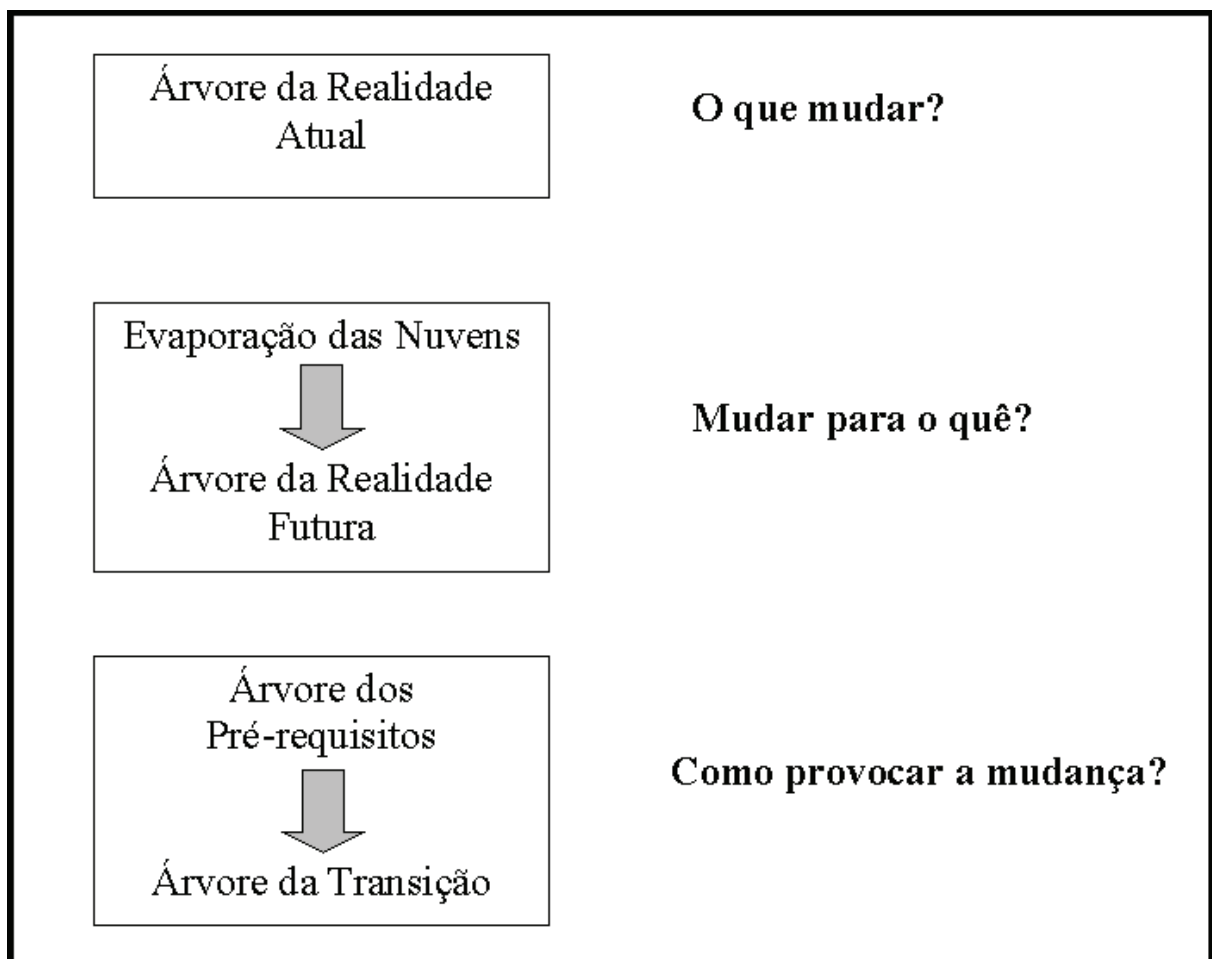 Árvore da Realidade
Atual
O que mudar?
Evaporação das Nuvens
Árvore da Realidade
Futura
Mudar para o quê?
Árvore dos
Pré-requisitos
Árvore da Transição
Como provocar a mudança?